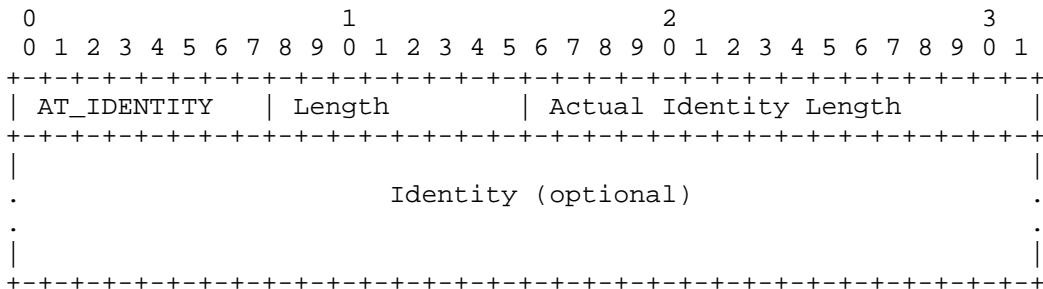 0                   1                   2                   3
 0 1 2 3 4 5 6 7 8 9 0 1 2 3 4 5 6 7 8 9 0 1 2 3 4 5 6 7 8 9 0 1
+-+-+-+-+-+-+-+-+-+-+-+-+-+-+-+-+-+-+-+-+-+-+-+-+-+-+-+-+-+-+-+-+
| AT_IDENTITY   | Length        | Actual Identity Length        |
+-+-+-+-+-+-+-+-+-+-+-+-+-+-+-+-+-+-+-+-+-+-+-+-+-+-+-+-+-+-+-+-+
|                                                               |
.                       Identity (optional)                     .
.                                                               .
|                                                               |
+-+-+-+-+-+-+-+-+-+-+-+-+-+-+-+-+-+-+-+-+-+-+-+-+-+-+-+-+-+-+-+-+